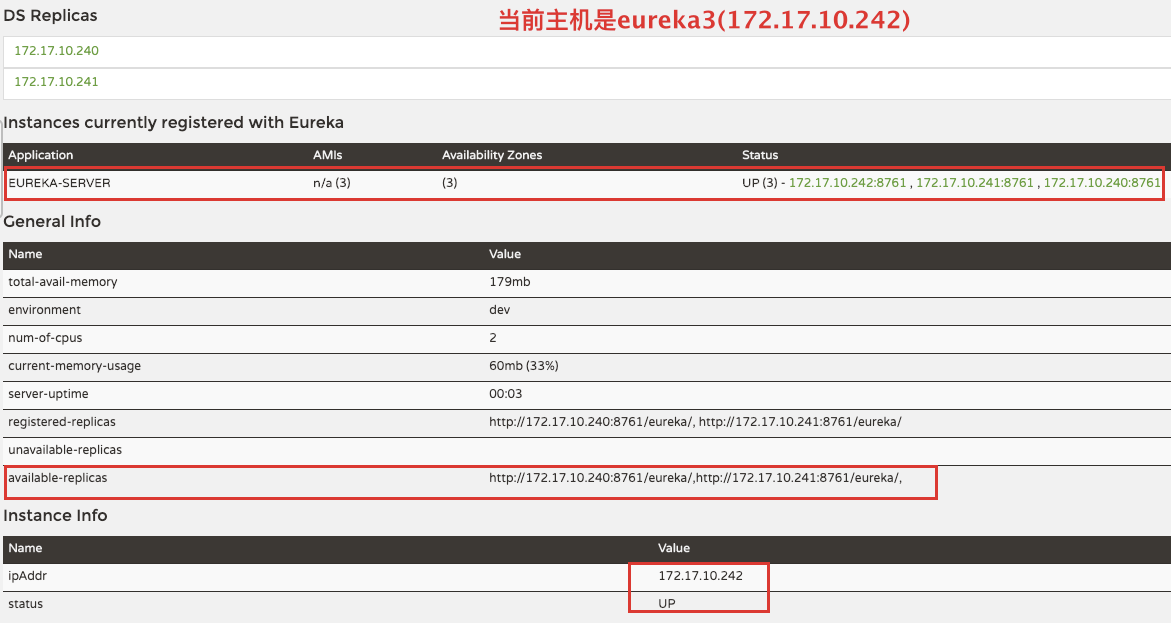 DS Replicas 当前主机是eureka3(172.17.10.242)
172.17.10.240
172.17.10.241
Instances currently registered with Eureka
Application AMIs Availability Zones Status
EUREKA-SERVER n/a (3) (3) UP (3) - 172.17.10.242:8761 , 172.17.10.241:8761 , 172.17.10.240:8761
General Info
Name Value
total-avail-memory 179mb
environment dev
num-of-cpus 2
current-memory-usage 60mb (33%)
server-uptime 00:03
registered-replicas http://172.17.10.240:8761/eureka/, http://172.17.10.241:8761/eureka/
unavailable-replicas
available-replicas http://172.17.10.240:8761/eureka/,http://172.17.10.241:8761/eureka/,
Instance Info
Name Value
ipAddr 172.17.10.242
status UP